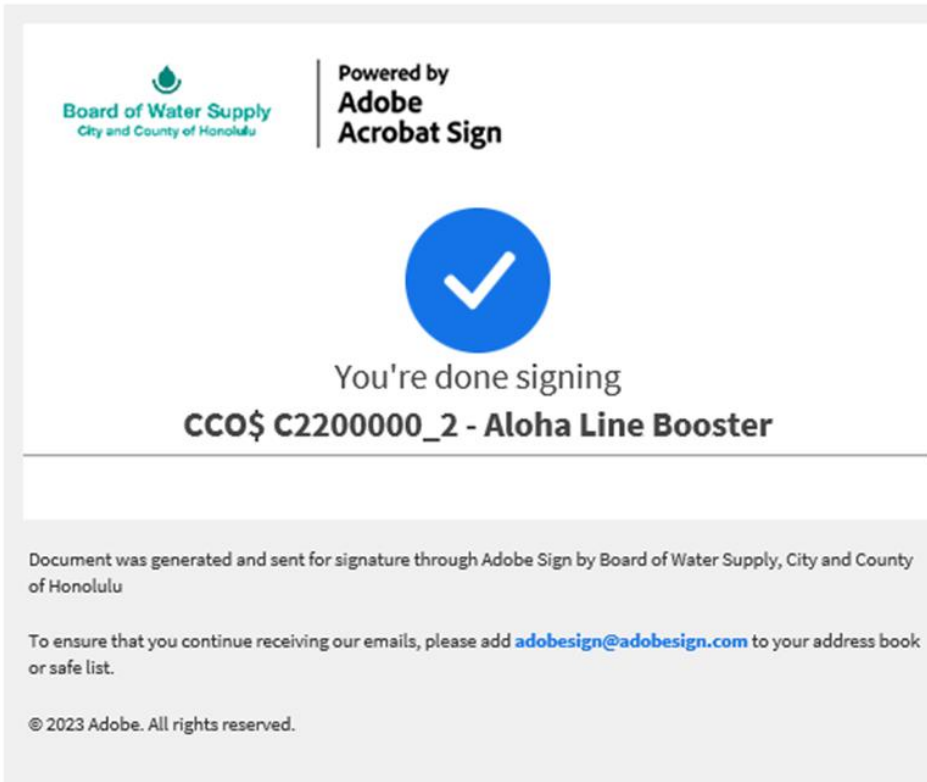 Board of Water Supply
City and County of Honolulu
Powered by
Adobe
Acrobat Sign
You're done signing
CCO$ C2200000_2 - Aloha Line Booster
Document was generated and sent for signature through Adobe Sign by Board of Water Supply, City and County
of Honolulu
To ensure that you continue receiving our emails, please add adobesign@adobesign.com to your address book
or safe list.
© 2023 Adobe. All rights reserved.